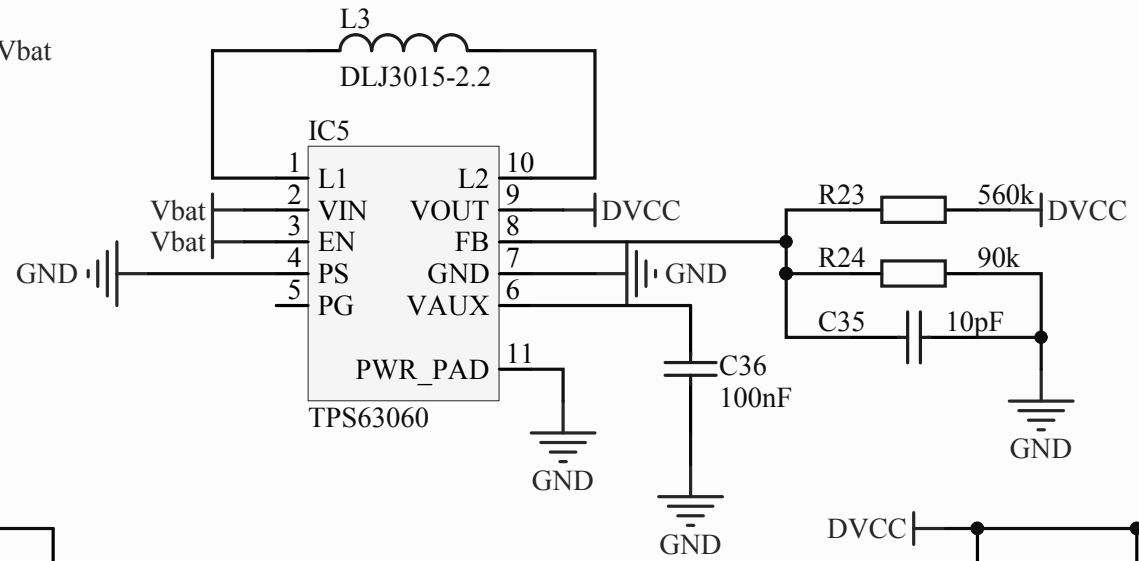 L3
Vbat
DLJ3015-2.2
IC5
1 L1 L2 10
Vbat 2 VIN VOUT 9 DVCC
Vbat 3 EN FB 8
GND 4 PS GND 7 GND
5 PG VAUX 6
PWR_PAD 11
TPS63060
GND
C36
100nF
GND
R23 560k DVCC
R24 90k
C35 10pF
GND
DVCC